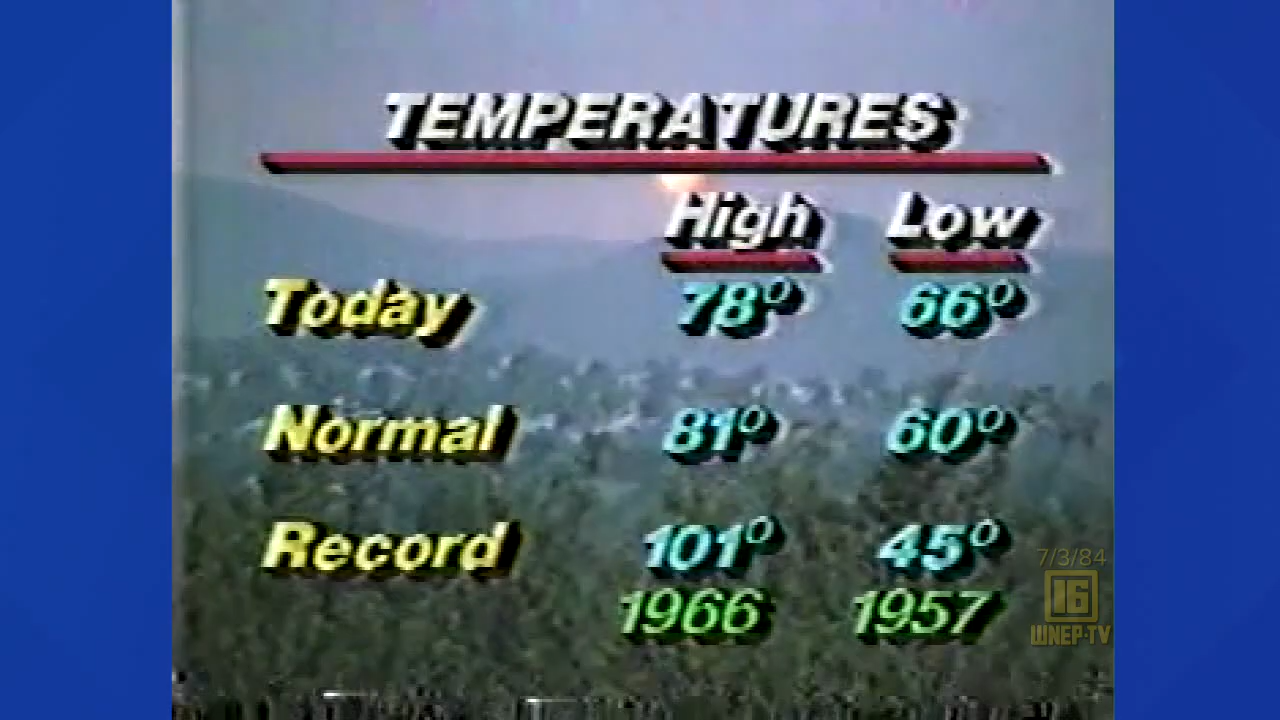 TEMPERATURES
High Low
Today 78° 66°
Normal 81° 60°
Record 101° 45°
1966 1957
7/3/84
16
WNEP-TV